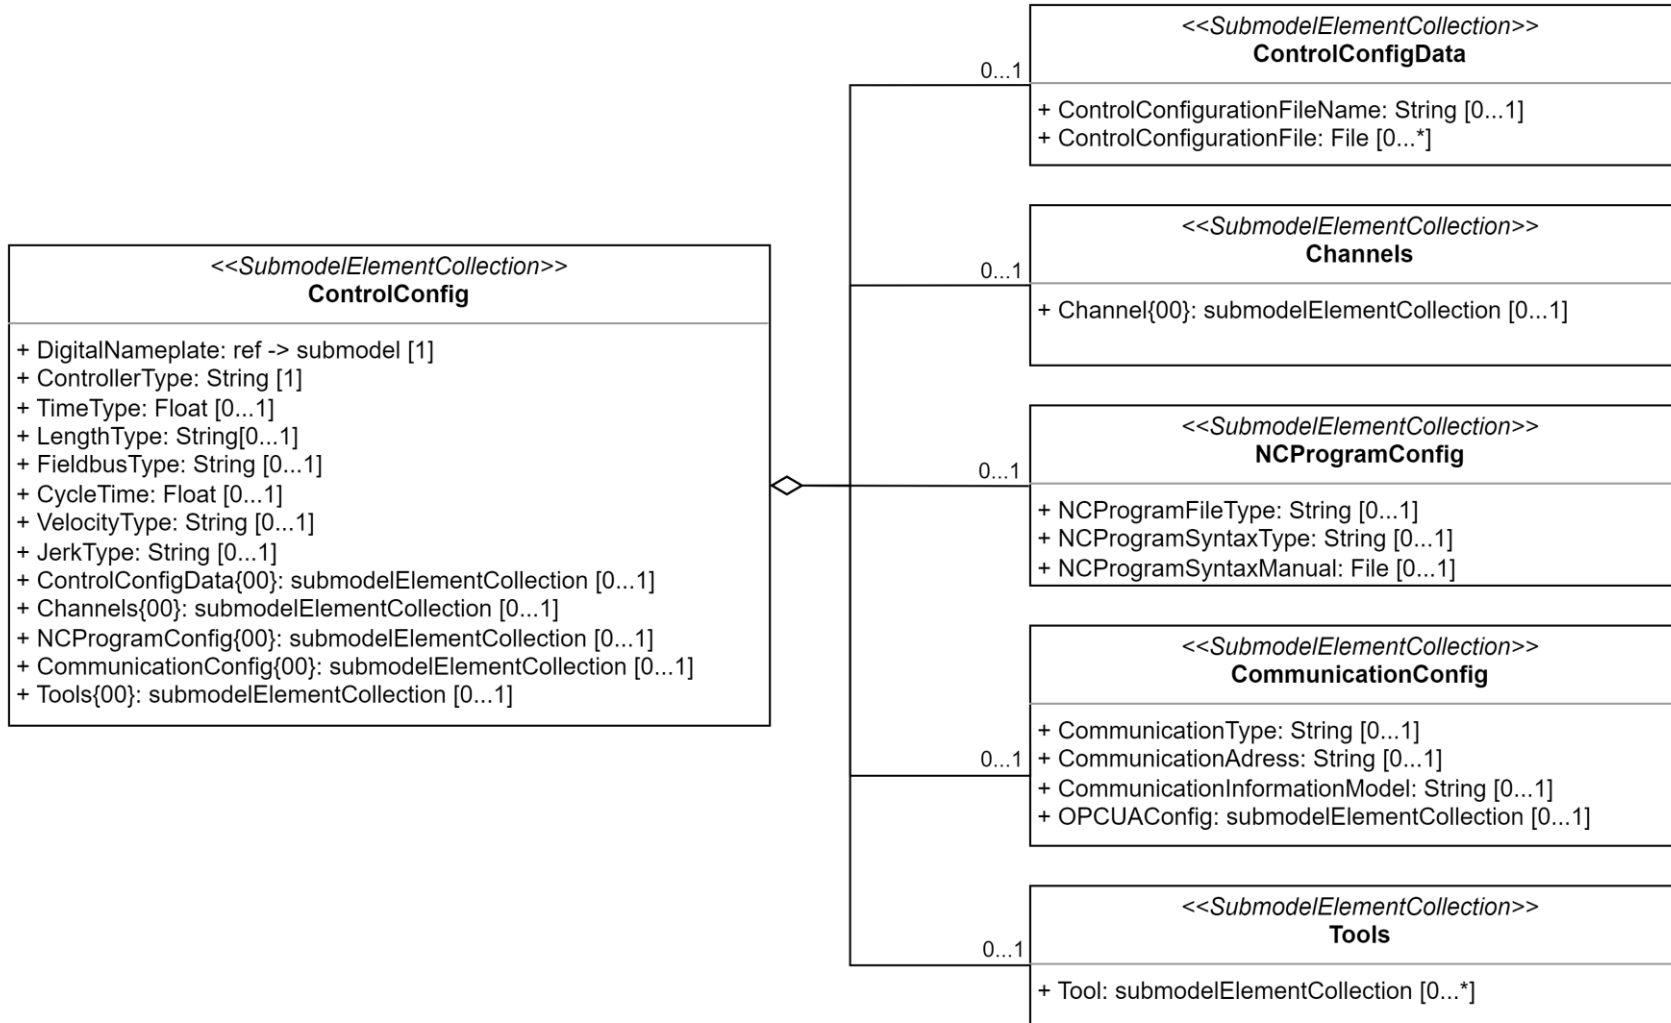 <<SubmodelElementCollection>>
ControlConfig
+ DigitalNameplate: ref -> submodel [1]
+ ControllerType: String [1]
+ TimeType: Float [0...1]
+ LengthType: String[0...1]
+ FieldbusType: String [0...1]
+ CycleTime: Float [0...1]
+ VelocityType: String [0...1]
+ JerkType: String [0...1]
+ ControlConfigData{00}: submodelElementCollection [0...1]
+ Channels{00}: submodelElementCollection [0...1]
+ NCProgramConfig{00}: submodelElementCollection [0...1]
+ CommunicationConfig{00}: submodelElementCollection [0...1]
+ Tools{00}: submodelElementCollection [0...1]
0...1
<<SubmodelElementCollection>>
ControlConfigData
+ ControlConfigurationFileName: String [0...1]
+ ControlConfigurationFile: File [0...*]
0...1
<<SubmodelElementCollection>>
Channels
+ Channel{00}: submodelElementCollection [0...1]
0...1
<<SubmodelElementCollection>>
NCProgramConfig
+ NCProgramFileType: String [0...1]
+ NCProgramSyntaxType: String [0...1]
+ NCProgramSyntaxManual: File [0...1]
0...1
<<SubmodelElementCollection>>
CommunicationConfig
+ CommunicationType: String [0...1]
+ CommunicationAdress: String [0...1]
+ CommunicationInformationModel: String [0...1]
+ OPCUAConfig: submodelElementCollection [0...1]
0...1
<<SubmodelElementCollection>>
Tools
+ Tool: submodelElementCollection [0...*]